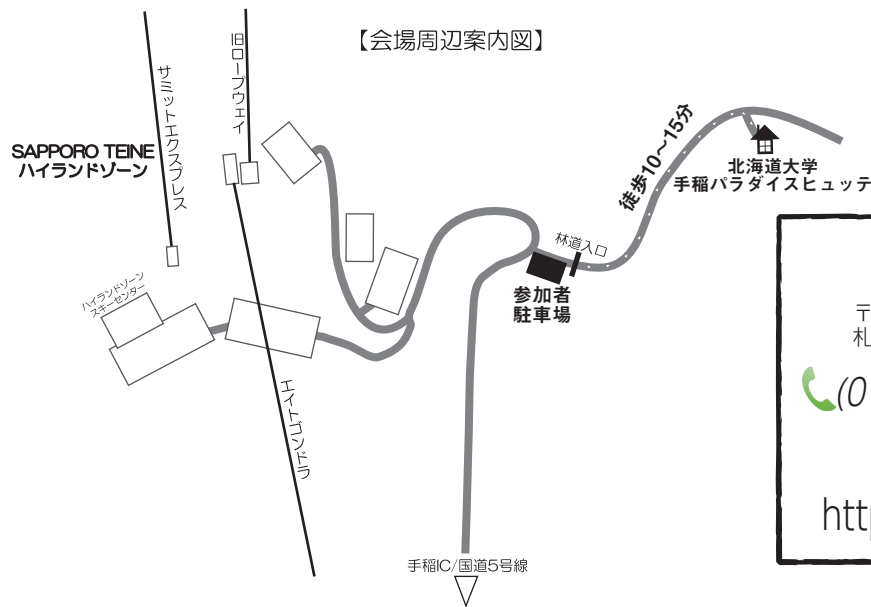 【会場周辺案内図】
旧ロープウェイ
サミットエクスプレス
SAPPORO TEINE
ハイランドゾーン
徒歩10〜15分
北海道大学
手稲パラダイスヒュッテ
林道入口
参加者
駐車場
ハイランドゾーン
スキーセンター
エイトゴンドラ
手稲IC/国道5号線
〒
札
(0
http